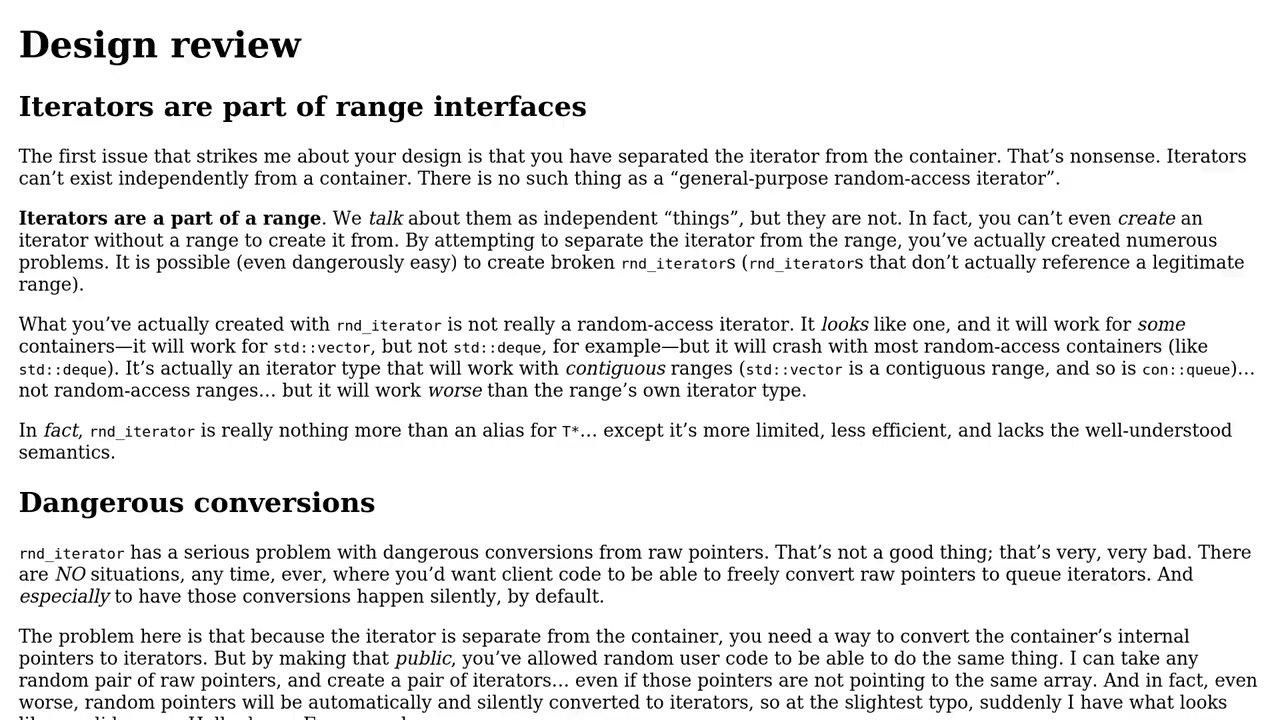 Design review
Iterators are part of range interfaces
The first issue that strikes me about your design is that you have separated the iterator from the container. That’s nonsense. Iterators
can’t exist independently from a container. There is no such thing as a “general-purpose random-access iterator”.
Iterators are a part of a range. We talk about them as independent “things”, but they are not. In fact, you can’t even create an
iterator without a range to create it from. By attempting to separate the iterator from the range, you’ve actually created numerous
problems. It is possible (even dangerously easy) to create broken rnd_iterators (rnd_iterators that don’t actually reference a legitimate
range).
What you’ve actually created with rnd_iterator is not really a random-access iterator. It looks like one, and it will work for some
containers—it will work for std::vector, but not std::deque, for example—but it will crash with most random-access containers (like
std::deque). It’s actually an iterator type that will work with contiguous ranges (std::vector is a contiguous range, and so is con::queue)…
not random-access ranges… but it will work worse than the range’s own iterator type.
In fact, rnd_iterator is really nothing more than an alias for T*… except it’s more limited, less efficient, and lacks the well-understood
semantics.
Dangerous conversions
rnd_iterator has a serious problem with dangerous conversions from raw pointers. That’s not a good thing; that’s very, very bad. There
are NO situations, any time, ever, where you’d want client code to be able to freely convert raw pointers to queue iterators. And
especially to have those conversions happen silently, by default.
The problem here is that because the iterator is separate from the container, you need a way to convert the container’s internal
pointers to iterators. But by making that public, you’ve allowed random user code to be able to do the same thing. I can take any
random pair of raw pointers, and create a pair of iterators… even if those pointers are not pointing to the same array. And in fact, even
worse, random pointers will be automatically and silently converted to iterators, so at the slightest typo, suddenly I have what looks